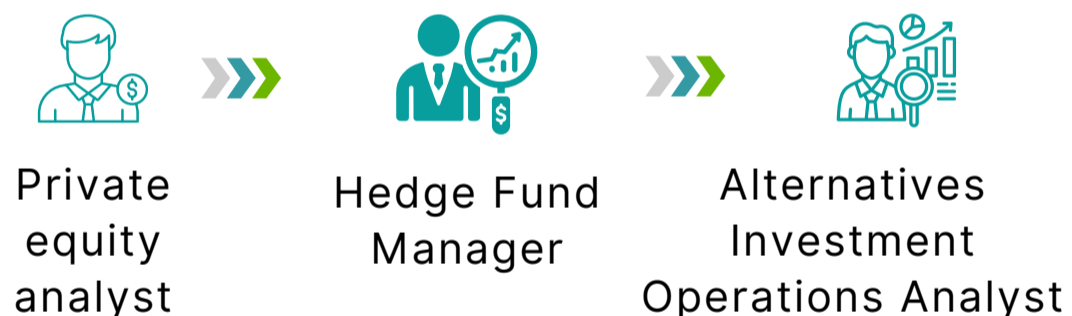 $
$
Private
equity
analyst
Hedge Fund
Manager
Alternatives
Investment
Operations Analyst